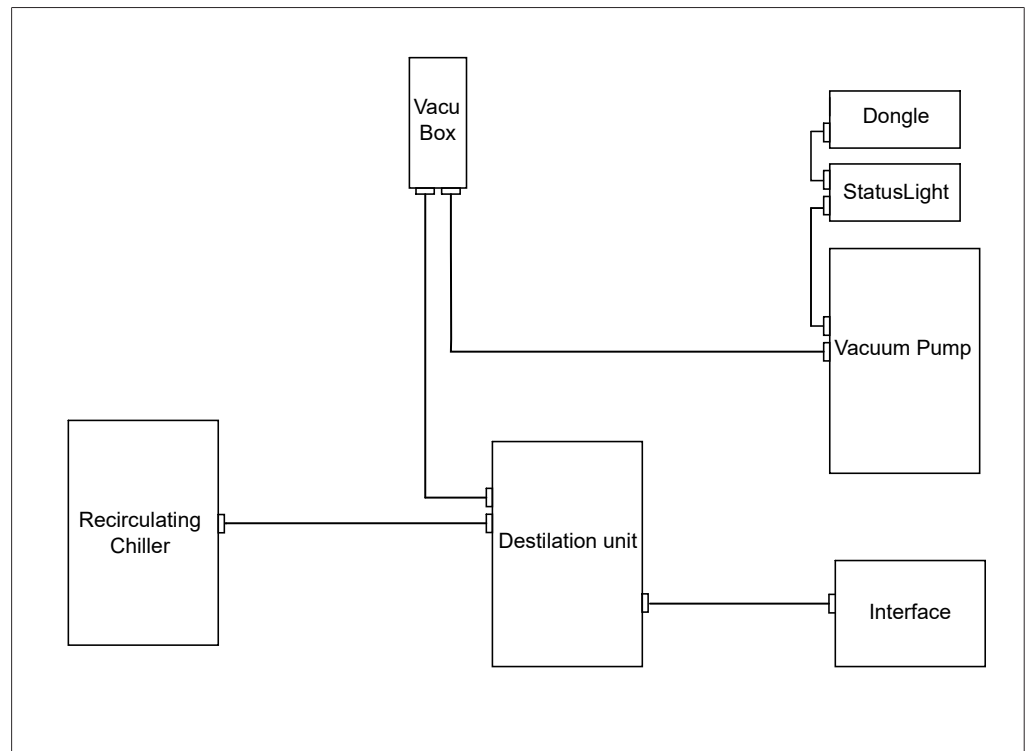 Vacu
Box
Dongle
StatusLight
Vacuum Pump
Recirculating
Chiller
Destilation unit
Interface